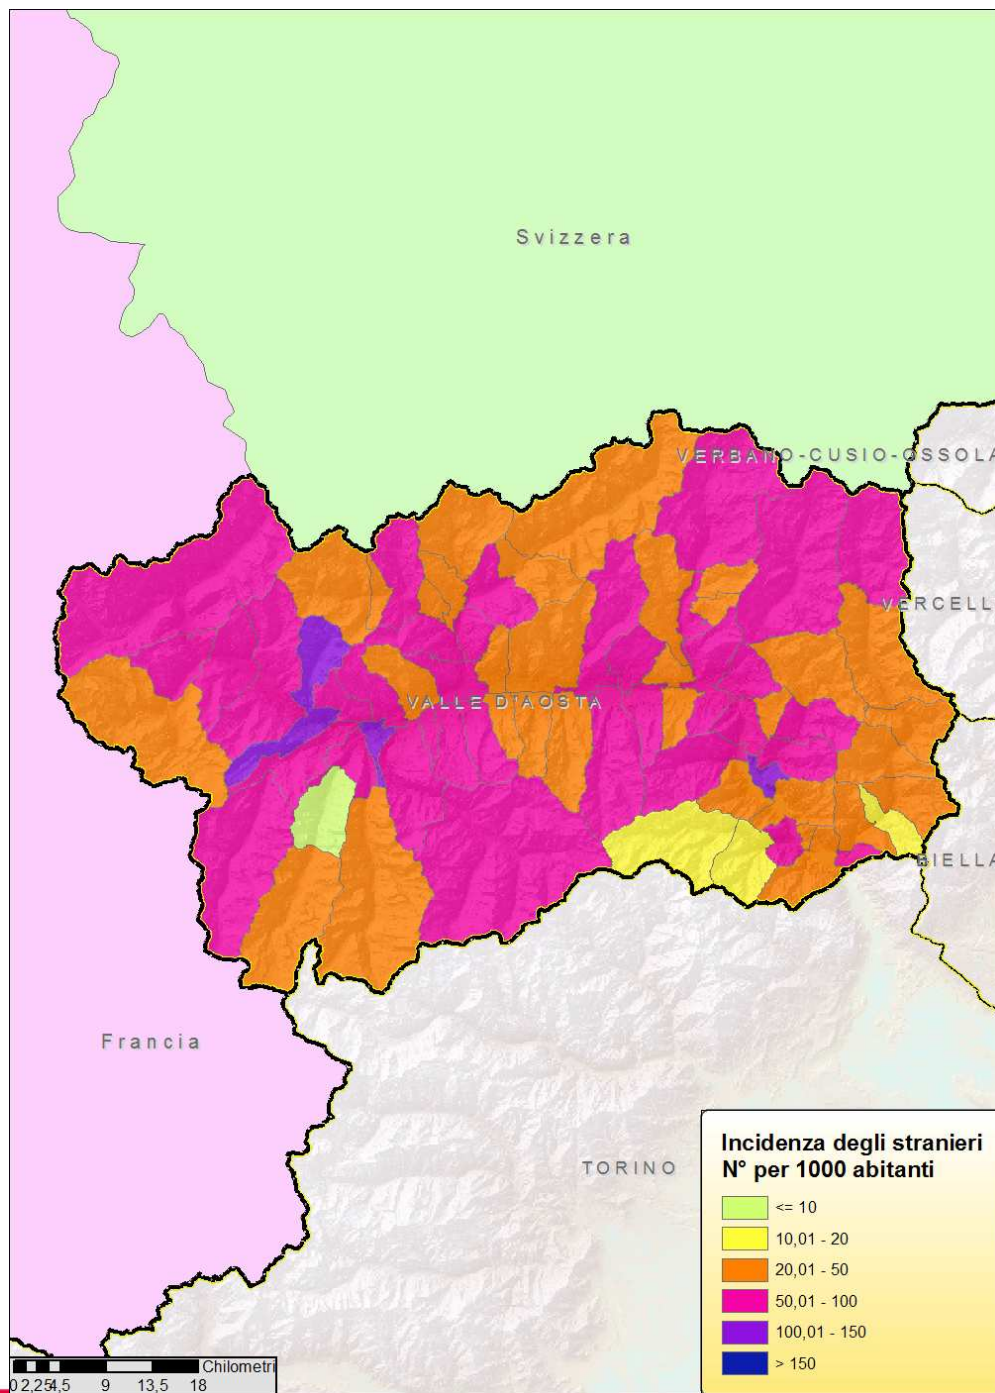 Svizzera
VERBANO-CUSIO-OSSOLA
VERCELL
VALLE D'AOSTA
BIELLA
Francia
TORINO
Incidenza degli stranieri
N° per 1000 abitanti
<= 10
10,01 - 20
20,01 - 50
50,01 - 100
100,01 - 150
> 150
Chilometri
0 2,25 4,5 9 13,5 18